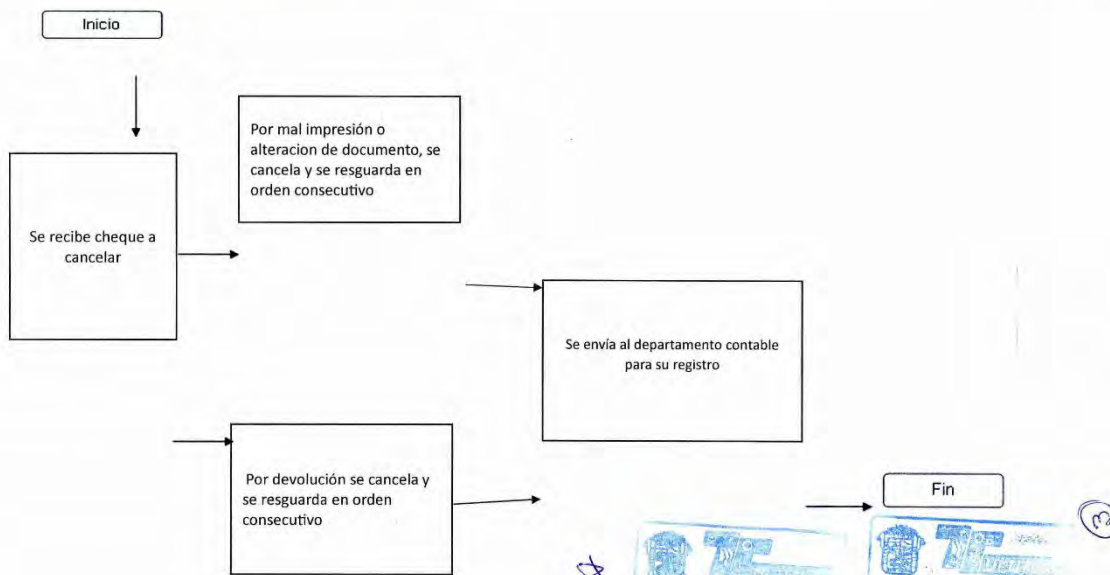 Inicio
Por mal impresión o
alteracion de documento, se
cancela y se resguarda en
orden consecutivo
Se recibe cheque a
cancelar
Se envía al departamento contable
para su registro
Por devolución se cancela y
se resguarda en orden
consecutivo
Fin